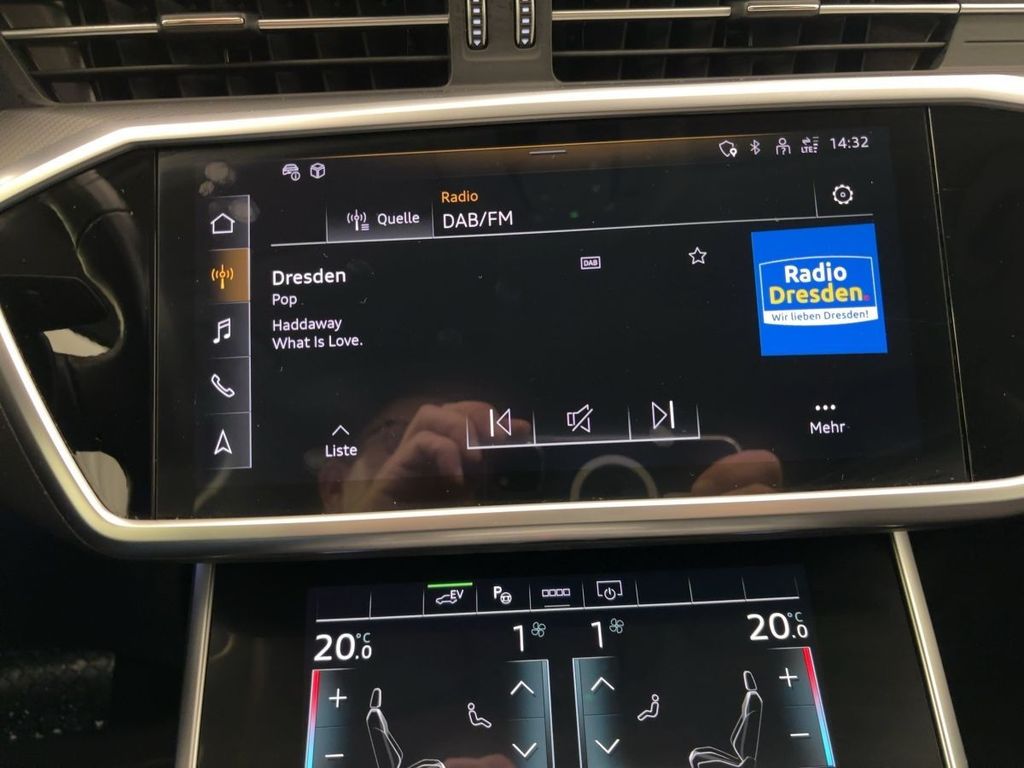 LTE
14:32
Radio
Quelle
DAB/FM
Dresden
DAB
Pop
Haddaway
What Is Love.
Radio
Dresden.
Wir lieben Dresden!
Liste
Mehr
EV
P
20.0 °C
1
1
20.0 °C